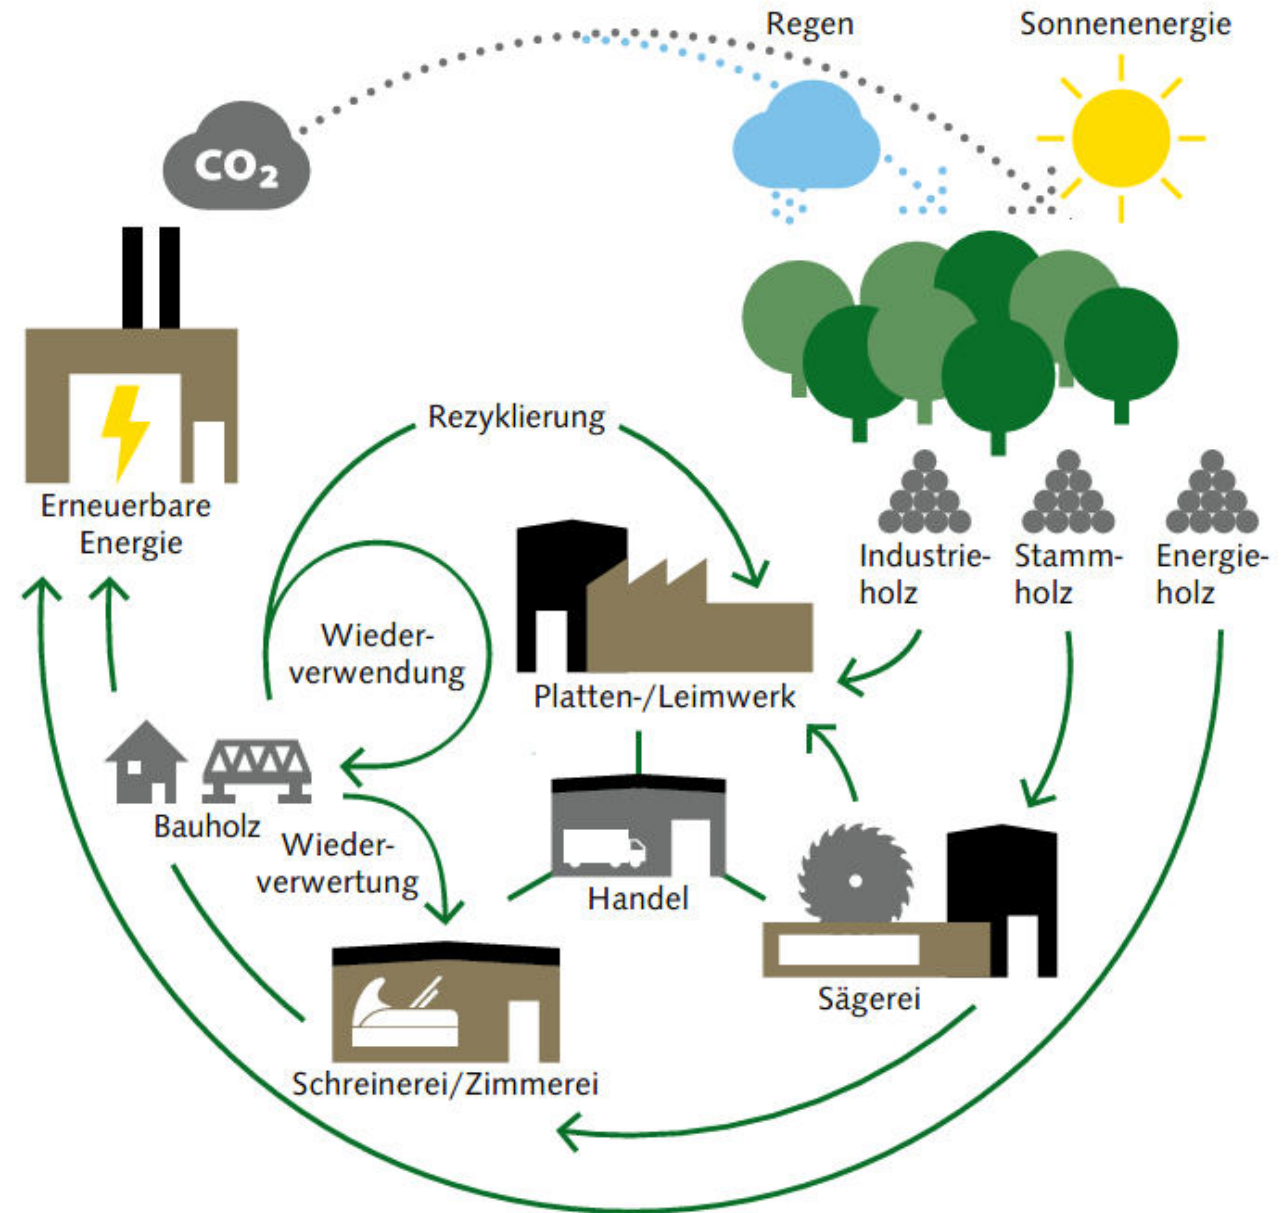 Regen
Sonnenenergie
CO₂
Rezyklierung
Erneuerbare
Energie
Industrie-
holz
Stamm-
holz
Energie-
holz
Wieder-
verwendung
Platten-/Leimwerk
Bauholz
Wieder-
verwertung
Handel
Sägerei
Schreinerei/Zimmerei